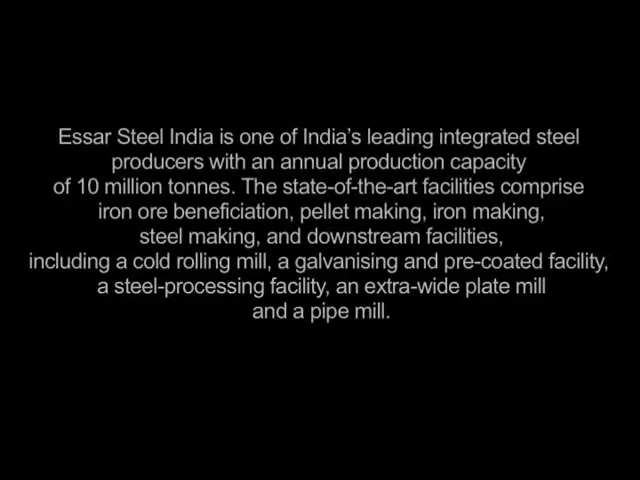 Essar Steel India is one of India’s leading integrated steel
producers with an annual production capacity
of 10 million tonnes. The state-of-the-art facilities comprise
iron ore beneficiation, pellet making, iron making,
steel making, and downstream facilities,
including a cold rolling mill, a galvanising and pre-coated facility,
a steel-processing facility, an extra-wide plate mill
and a pipe mill.